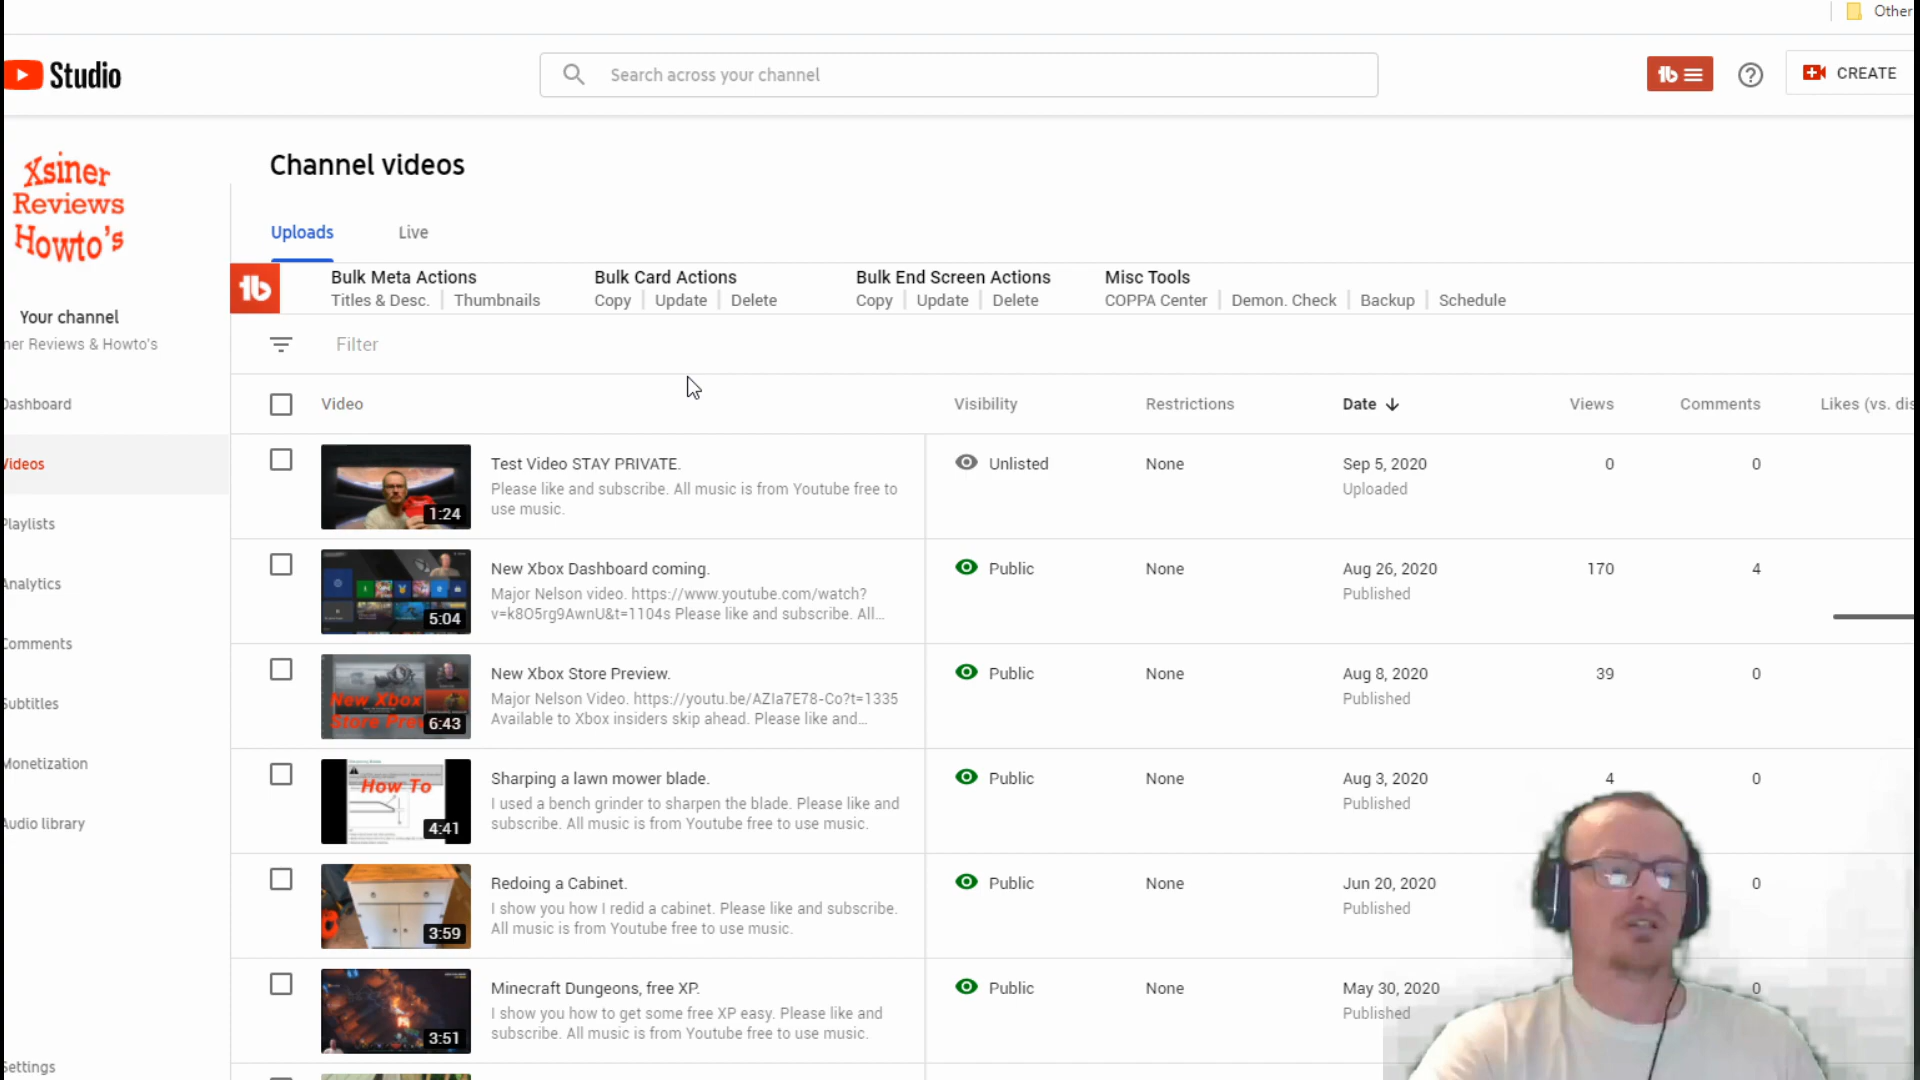 Other
Studio
Search across your channel
CREATE
Xsiner
Reviews
Howto's
Channel videos
Uploads
Live
Your channel
ner Reviews & Howto's
Dashboard
Videos
Playlists
Analytics
Comments
Subtitles
Monetization
Audio library
Settings
tb
Bulk Meta Actions
Titles & Desc. | Thumbnails
Bulk Card Actions
Copy | Update | Delete
Bulk End Screen Actions
Copy | Update | Delete
Misc Tools
COPPA Center | Demon. Check | Backup | Schedule
Filter
Video Visibility Restrictions Date Views Comments Likes (vs. dis
1:24
Test Video STAY PRIVATE.
Please like and subscribe. All music is from Youtube free to
use music.
Unlisted None Sep 5, 2020 0 0
Uploaded
5:04
New Xbox Dashboard coming.
Major Nelson video. https://www.youtube.com/watch?
v=k8O5rg9AwnU&t=1104s Please like and subscribe. All...
Public None Aug 26, 2020 170 4
Published
New Xbox
Store Pre
6:43
New Xbox Store Preview.
Major Nelson Video. https://youtu.be/AZIa7E78-Co?t=1335
Available to Xbox insiders skip ahead. Please like and...
Public None Aug 8, 2020 39 0
Published
How To
4:41
Sharping a lawn mower blade.
I used a bench grinder to sharpen the blade. Please like and
subscribe. All music is from Youtube free to use music.
Public None Aug 3, 2020 4 0
Published
3:59
Redoing a Cabinet.
I show you how I redid a cabinet. Please like and subscribe.
All music is from Youtube free to use music.
Public None Jun 20, 2020 0
Published
3:51
Minecraft Dungeons, free XP.
I show you how to get some free XP easy. Please like and
subscribe. All music is from Youtube free to use music.
Public None May 30, 2020 0
Published